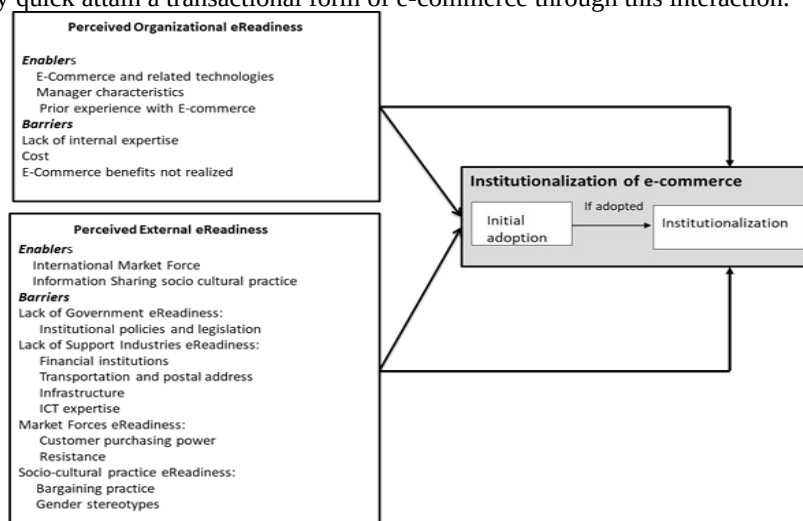 y quick attain a transactional form of e-commerce through this interaction.
Perceived Organizational eReadiness
Enablers
E-Commerce and related technologies
Manager characteristics
Prior experience with E-commerce
Barriers
Lack of internal expertise
Cost
E-Commerce benefits not realized
Perceived External eReadiness
Enablers
International Market Force
Information Sharing socio cultural practice
Barriers
Lack of Government eReadiness:
Institutional policies and legislation
Lack of Support Industries eReadiness:
Financial institutions
Transportation and postal address
Infrastructure
ICT expertise
Market Forces eReadiness:
Customer purchasing power
Resistance
Socio-cultural practice eReadiness:
Bargaining practice
Gender stereotypes
Institutionalization of e-commerce
Initial
adoption
If adopted
Institutionalization